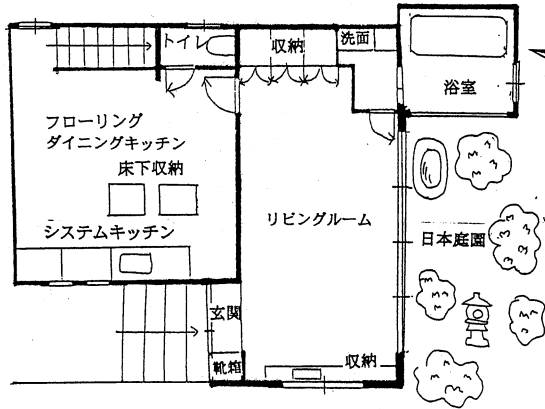 トイレ
収納
洗面
浴室
フローリング
ダイニングキッチン
床下収納
リビングルーム
システムキッチン
日本庭園
玄関
靴箱
収納